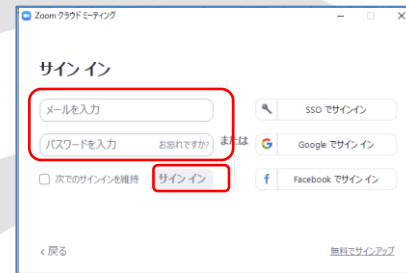 Zoom クラウド ミーティング
サイン イン
メールを入力
パスワードを入力 お忘れですか?
または
SSO でサインイン
Google でサイン イン
Facebook でサイン イン
次でのサインインを維持 サイン イン
< 戻る
無料でサインアップ